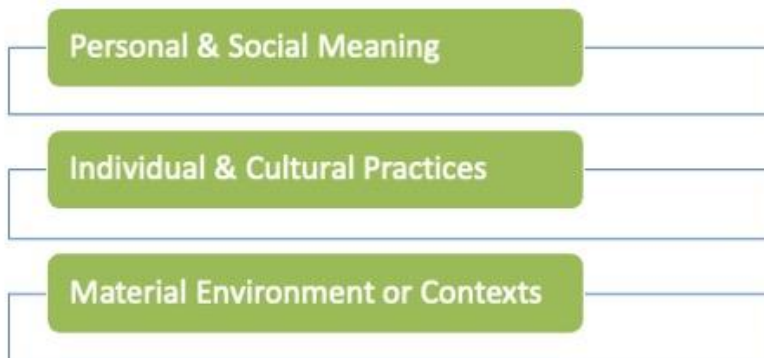 Personal & Social Meaning
Individual & Cultural Practices
Material Environment or Contexts